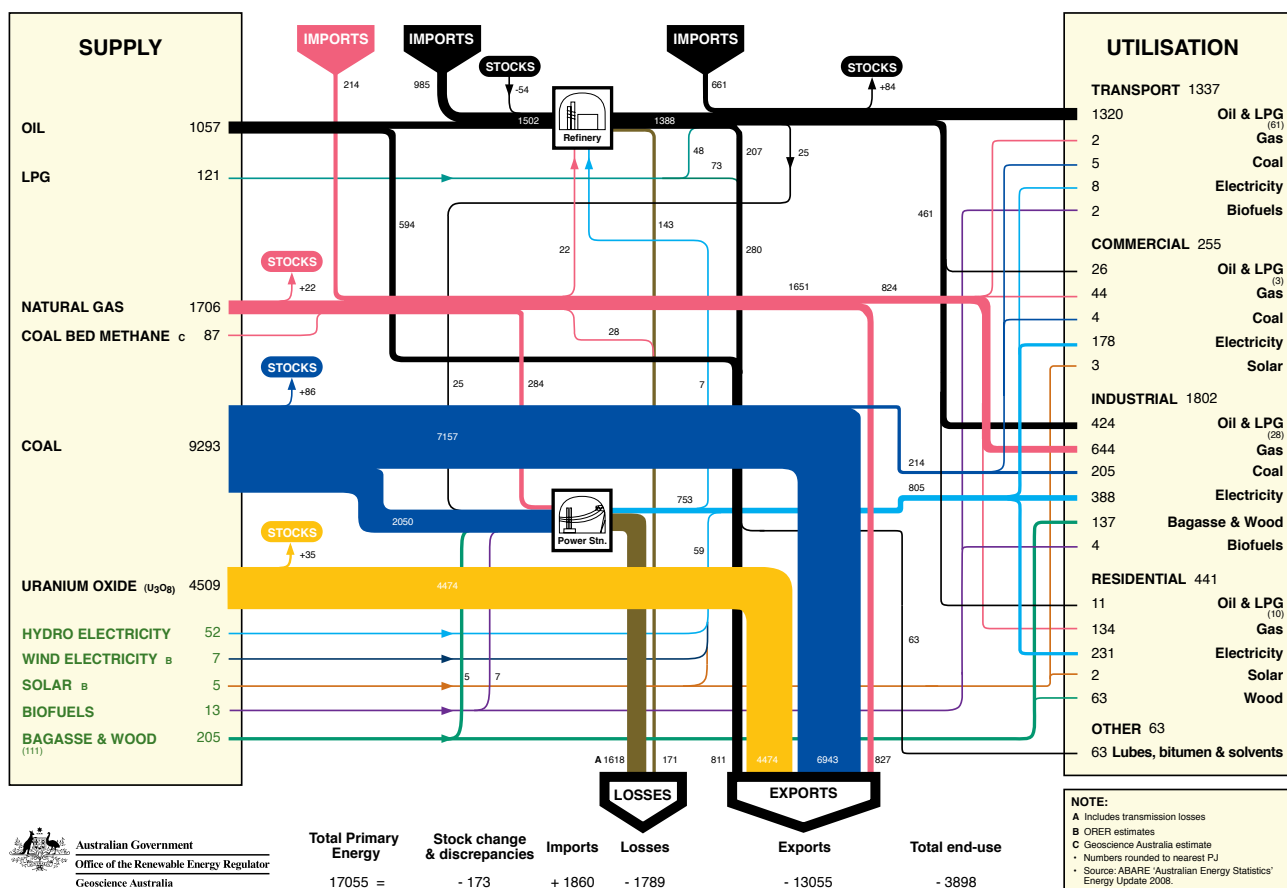 SUPPLY
IMPORTS
IMPORTS
IMPORTS
UTILISATION
STOCKS
STOCKS
214
985
-54
661
+84
TRANSPORT 1337
OIL 1057
1502
Refinery
1388
1320 Oil & LPG
(61)
2 Gas
48
207
25
73
5 Coal
LPG 121
8 Electricity
2 Biofuels
594
22
143
280
461
COMMERCIAL 255
STOCKS
+22
26 Oil & LPG
(3)
1651
824
44 Gas
NATURAL GAS 1706
4 Coal
COAL BED METHANE C 87
28
178 Electricity
STOCKS
+86
25
284
7
3 Solar
INDUSTRIAL 1802
424 Oil & LPG
(28)
COAL 9293
7157
644 Gas
214
205 Coal
805
388 Electricity
753
2050
Power Stn.
137 Bagasse & Wood
STOCKS
+35
59
4 Biofuels
URANIUM OXIDE (U3O8) 4509
4474
RESIDENTIAL 441
11 Oil & LPG
(10)
HYDRO ELECTRICITY 52
134 Gas
63
WIND ELECTRICITY B 7
231 Electricity
5
7
SOLAR B 5
2 Solar
BIOFUELS 13
63 Wood
BAGASSE & WOOD 205
(111)
OTHER 63
63 Lubes, bitumen & solvents
A 1618
171
811
4474
6943
827
LOSSES
EXPORTS
NOTE:
A Includes transmission losses
B ORER estimates
C Geoscience Australia estimate
• Numbers rounded to nearest PJ
• Source: ABARE 'Australian Energy Statistics'
Energy Update 2008.
Australian Government
Office of the Renewable Energy Regulator
Geoscience Australia
Total Primary
Energy
Stock change
& discrepancies
Imports
Losses
Exports
Total end-use
17055 = - 173 + 1860 - 1789 - 13055 - 3898